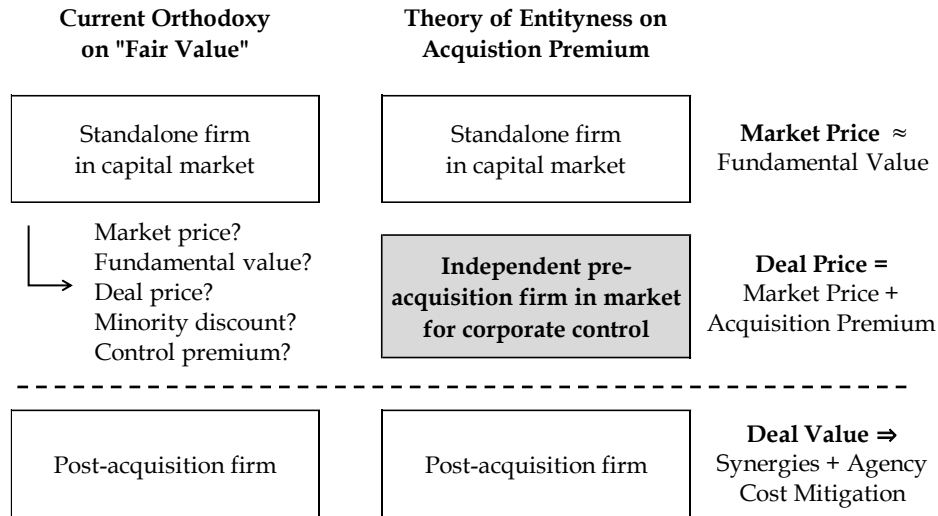 Current Orthodoxy
on "Fair Value"
Theory of Entityness on
Acquistion Premium
Standalone firm
in capital market
Standalone firm
in capital market
Market Price ≈
Fundamental Value
Market price?
Fundamental value?
Deal price?
Minority discount?
Control premium?
Independent pre-
acquisition firm in market
for corporate control
Deal Price =
Market Price +
Acquisition Premium
Post-acquisition firm
Post-acquisition firm
Deal Value ⇒
Synergies + Agency
Cost Mitigation